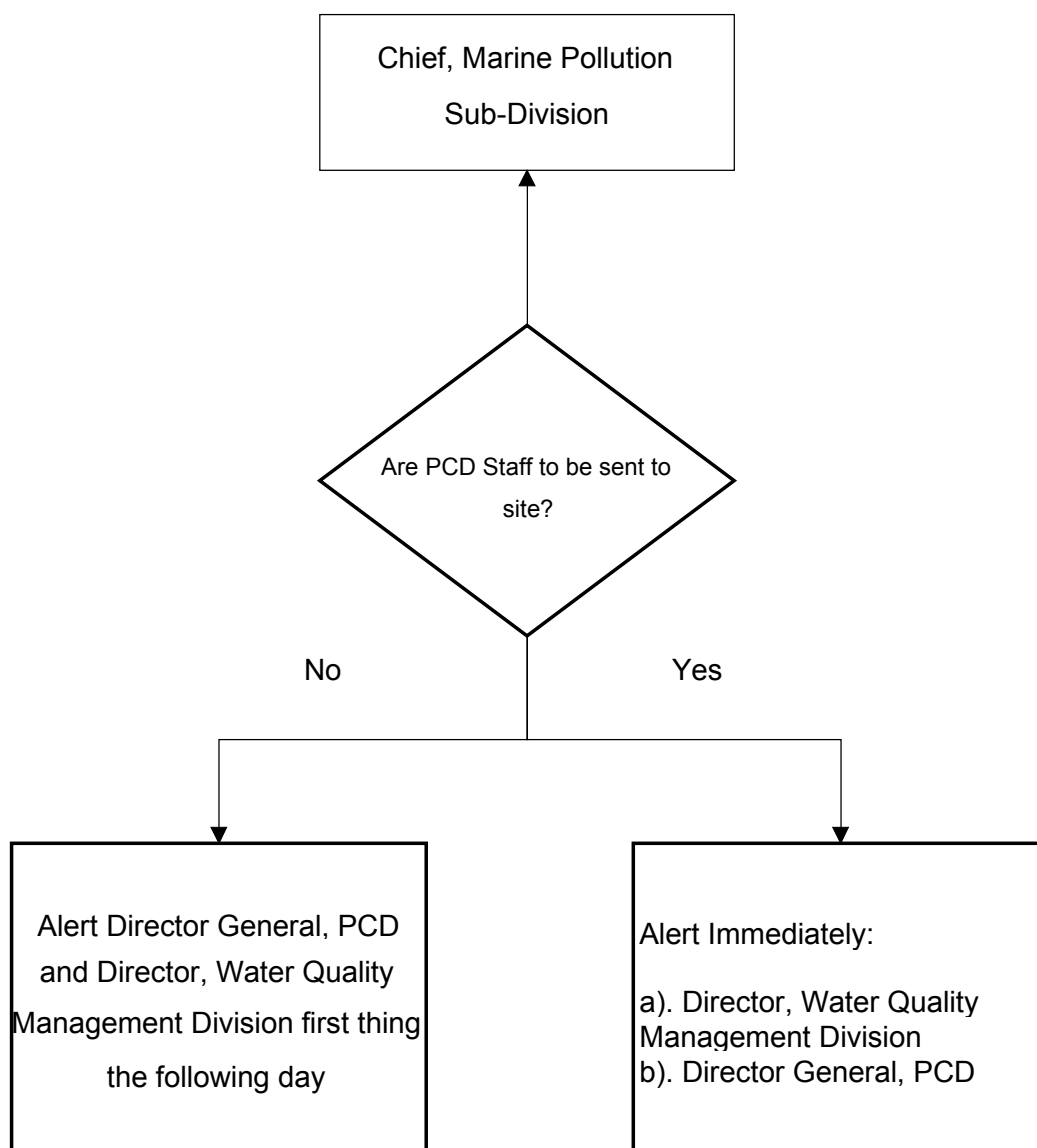 Chief, Marine Pollution
Sub-Division
Are PCD Staff to be sent to
site?
No
Yes
Alert Director General, PCD
and Director, Water Quality
Management Division first thing
the following day
Alert Immediately:
a). Director, Water Quality
Management Division
b). Director General, PCD